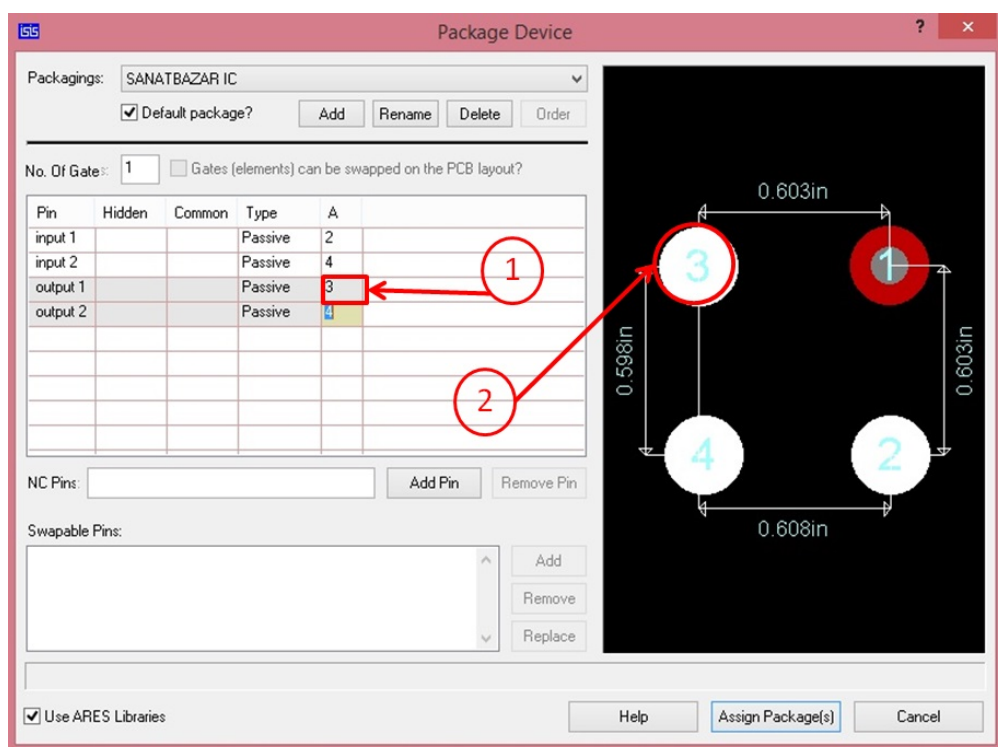 isis Package Device ? ×
Packagings: SANATBAZAR IC
Default package? Add Rename Delete Order
No. Of Gates: 1 Gates (elements) can be swapped on the PCB layout?
Pin Hidden Common Type A
input 1 Passive 2
input 2 Passive 4
output 1 Passive 3
output 2 Passive 4
1
2
NC Pins: Add Pin Remove Pin
Swapable Pins:
Add
Remove
Replace
0.603in
3 1
0.598in 0.603in
4 2
0.608in
Use ARES Libraries Help Assign Package(s) Cancel